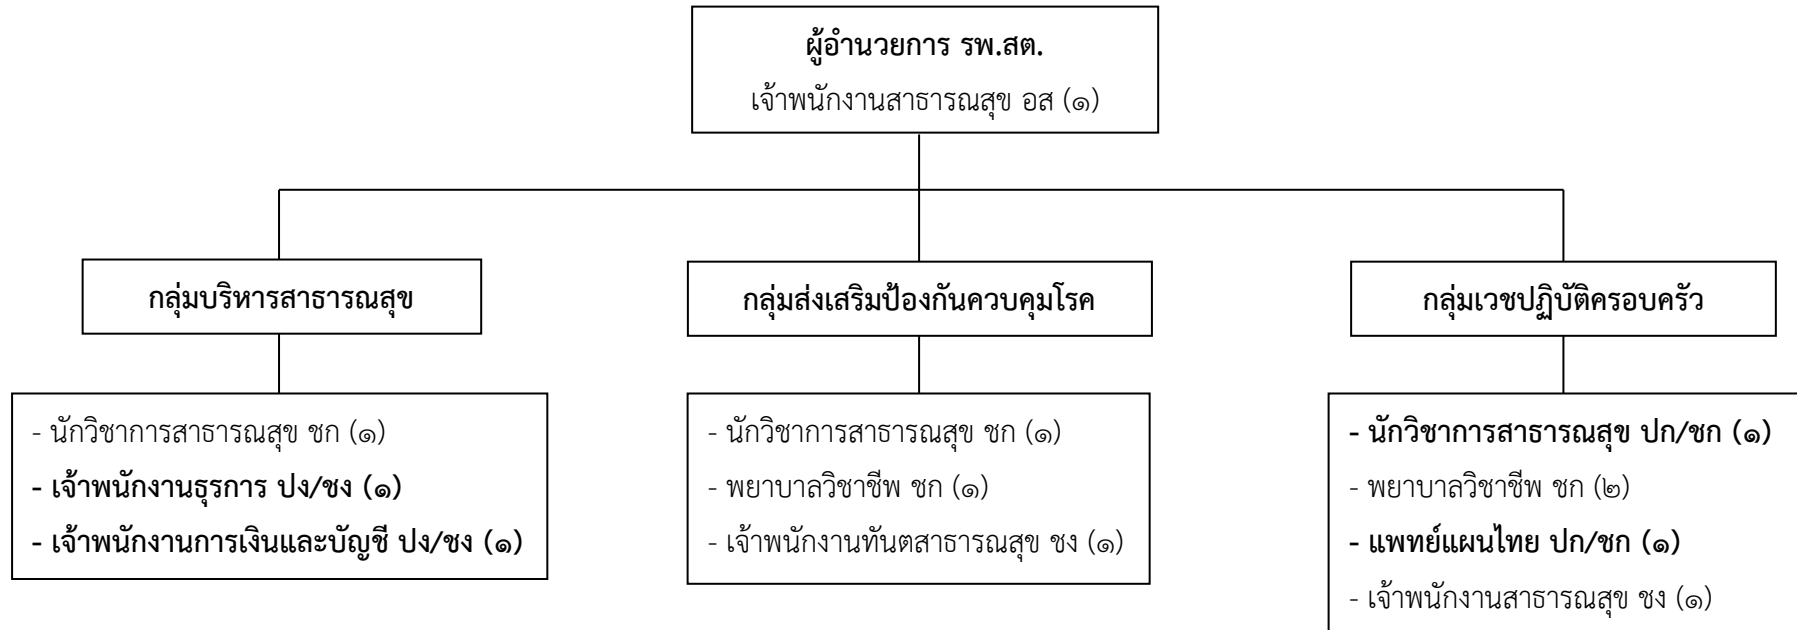 ผู้อำนวยการ รพ.สต.
เจ้าพนักงานสาธารณสุข อส (๑)
กลุ่มบริหารสาธารณสุข
กลุ่มส่งเสริมป้องกันควบคุมโรค
กลุ่มเวชปฏิบัติครอบครัว
- นักวิชาการสาธารณสุข ชก (๑)
- เจ้าพนักงานธุรการ ปง/ชง (๑)
- เจ้าพนักงานการเงินและบัญชี ปง/ชง (๑)
- นักวิชาการสาธารณสุข ชก (๑)
- พยาบาลวิชาชีพ ชก (๑)
- เจ้าพนักงานทันตสาธารณสุข ชง (๑)
- นักวิชาการสาธารณสุข ปก/ชก (๑)
- พยาบาลวิชาชีพ ชก (๒)
- แพทย์แผนไทย ปก/ชก (๑)
- เจ้าพนักงานสาธารณสุข ชง (๑)